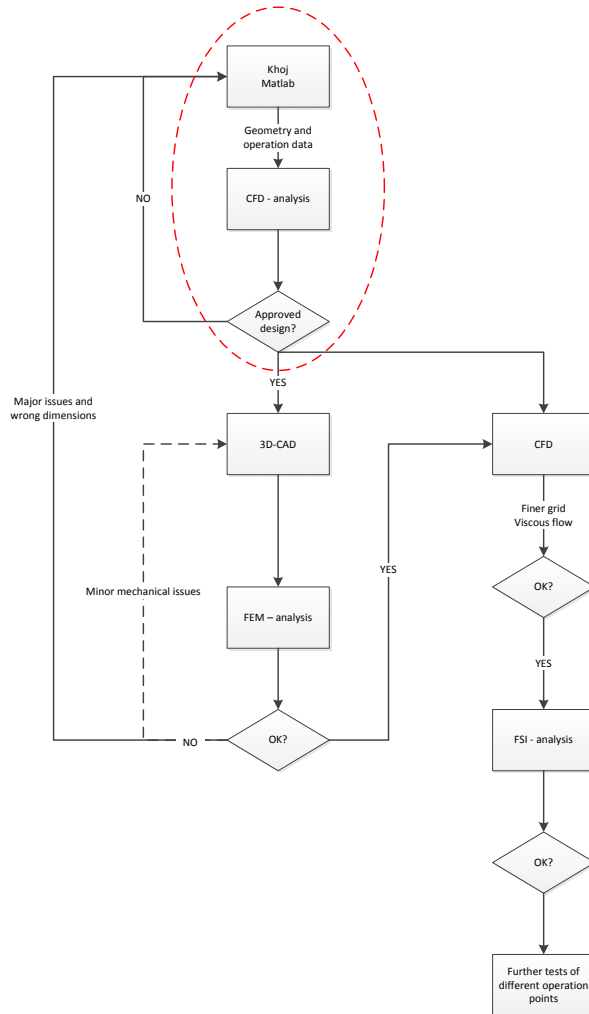 Khoj
Matlab
Geometry and
operation data
NO
CFD - analysis
Approved
design?
YES
Major issues and
wrong dimensions
3D-CAD
CFD
Finer grid
Viscous flow
YES
OK?
Minor mechanical issues
FEM – analysis
YES
NO
OK?
FSI - analysis
OK?
Further tests of
different operation
points